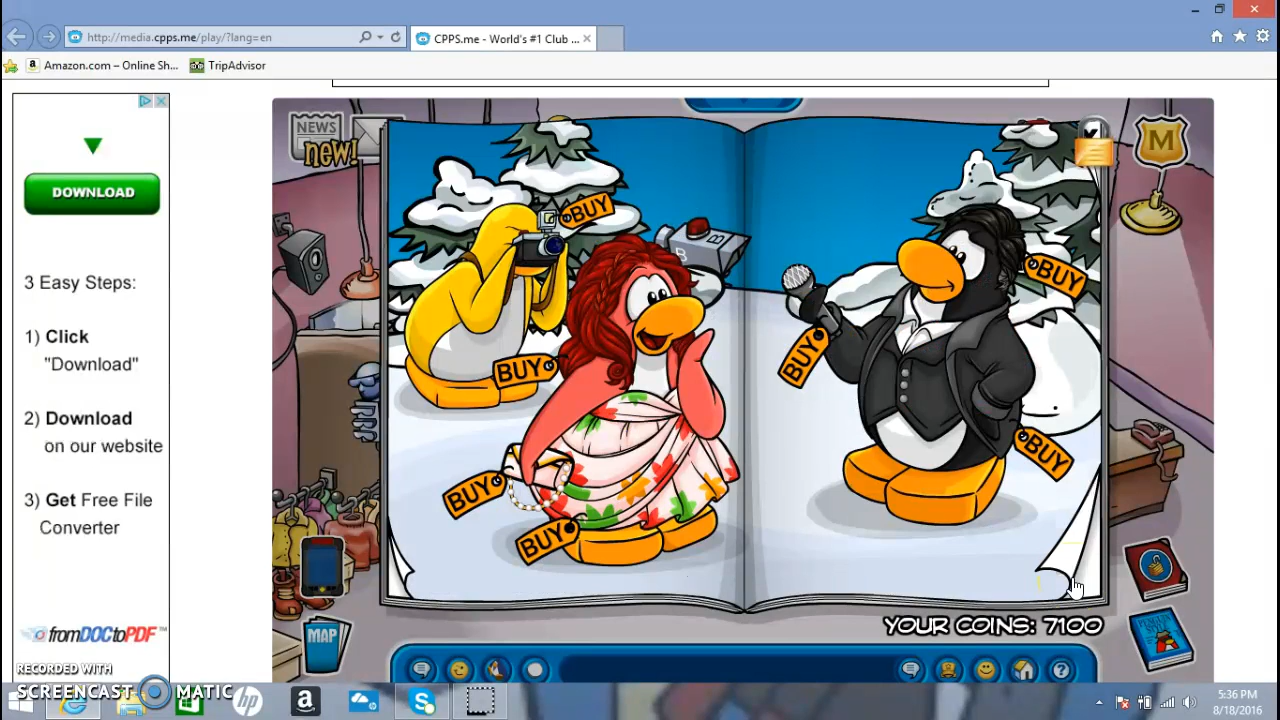 http://media.cpps.me/play/?lang=en
CPPS.me - World's #1 Club ...
Amazon.com – Online Sh...
TripAdvisor
DOWNLOAD
3 Easy Steps:
1) Click
"Download"
2) Download
on our website
3) Get Free File
Converter
fromDOCtoPDF™
NEWS
new!
M
BUY
BUY
BUY
BUY
BUY
BUY
BUY
B
B
MAP
YOUR COINS: 7100
?
RECORDED WITH
SCREENCAST MATIC
hp
a
S
5:36 PM
8/18/2016